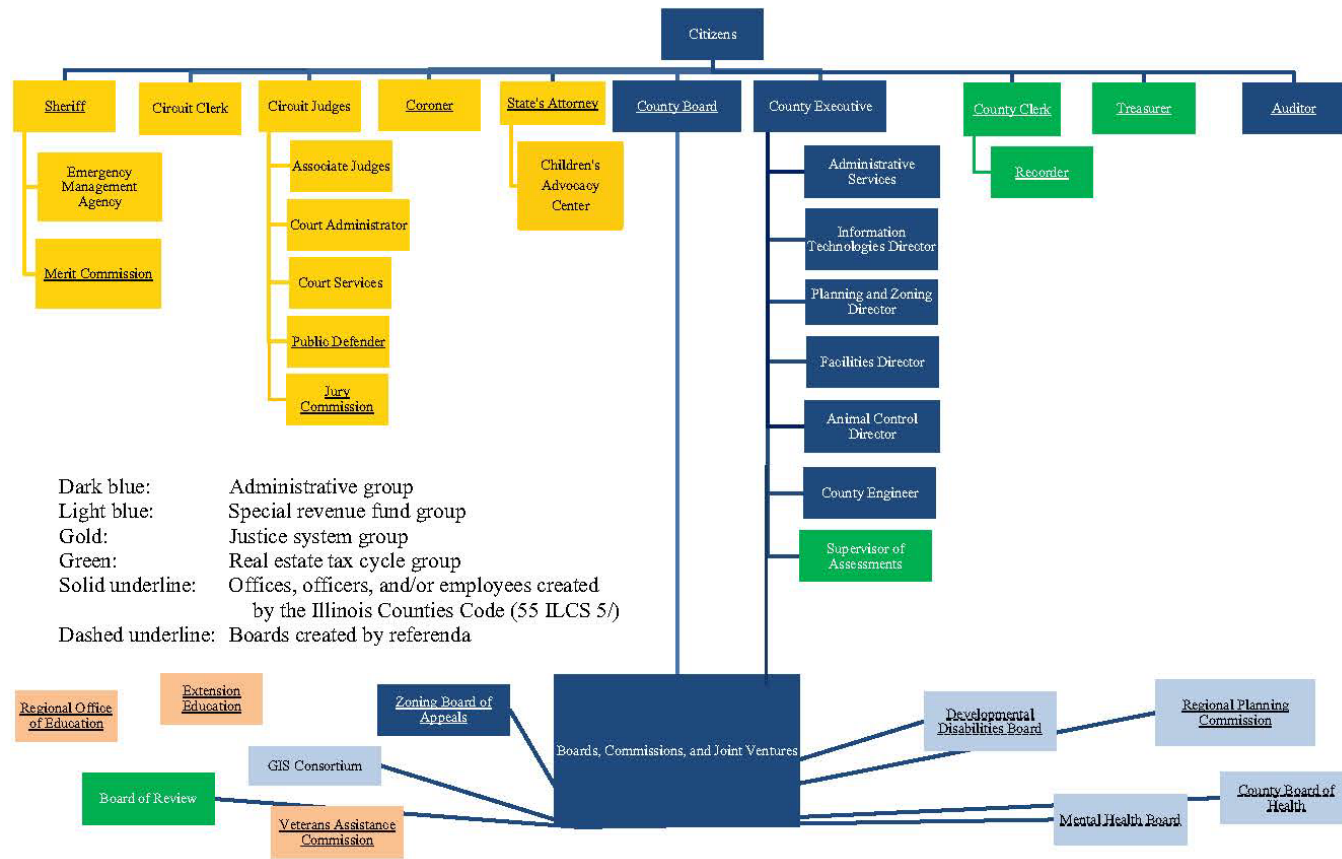 Citizens
Sheriff
Circuit Clerk
Circuit Judges
Coroner
State's Attorney
County Board
County Executive
County Clerk
Treasurer
Auditor
Emergency
Management
Agency
Merit Commission
Associate Judges
Court Administrator
Court Services
Public Defender
Jury
Commission
Children's
Advocacy
Center
Administrative
Services
Information
Technologies Director
Planning and Zoning
Director
Facilities Director
Animal Control
Director
County Engineer
Supervisor of
Assessments
Recorder
Dark blue: Administrative group
Light blue: Special revenue fund group
Gold: Justice system group
Green: Real estate tax cycle group
Solid underline: Offices, officers, and/or employees created
by the Illinois Counties Code (55 ILCS 5/)
Dashed underline: Boards created by referenda
Regional Office
of Education
Extension
Education
Zoning Board of
Appeals
GIS Consortium
Board of Review
Veterans Assistance
Commission
Boards, Commissions, and Joint Ventures
Developmental
Disabilities Board
Regional Planning
Commission
Mental Health Board
County Board of
Health